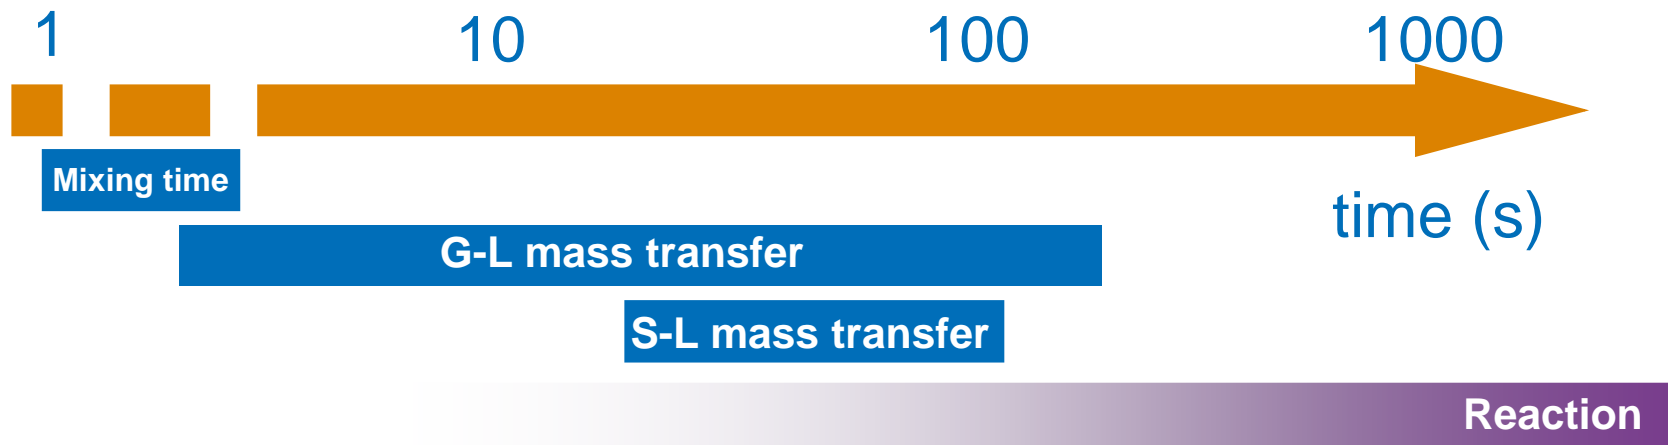 1 10 100 1000
Mixing time
time (s)
G-L mass transfer
S-L mass transfer
Reaction